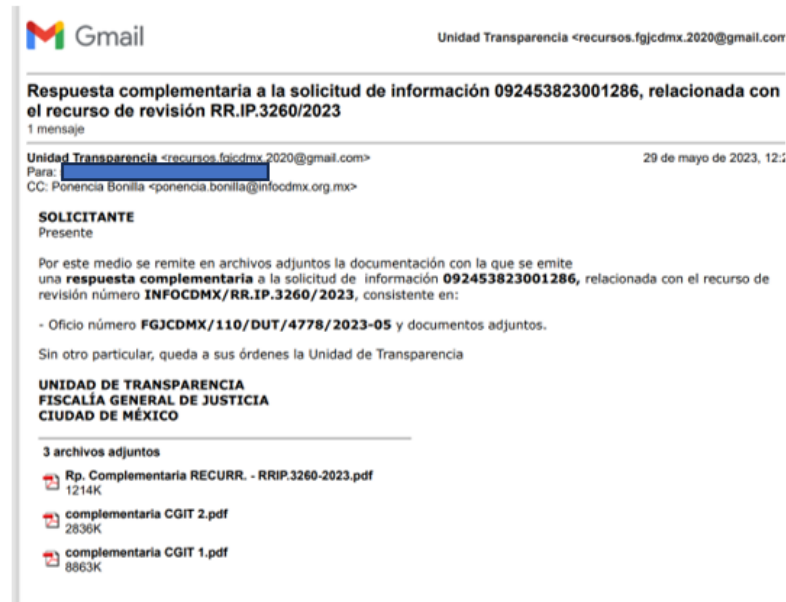 Gmail
Unidad Transparencia <recursos.fgjcdmx.2020@gmail.com
Respuesta complementaria a la solicitud de información 092453823001286, relacionada con
el recurso de revisión RR.IP.3260/2023
1 mensaje
Unidad Transparencia <recursos.fgjcdmx.2020@gmail.com>
29 de mayo de 2023, 12:2
Para:
CC: Ponencia Bonilla <ponencia.bonilla@infocdmx.org.mx>
SOLICITANTE
Presente
Por este medio se remite en archivos adjuntos la documentación con la que se emite
una respuesta complementaria a la solicitud de información 092453823001286, relacionada con el recurso de
revisión número INFOCDMX/RR.IP.3260/2023, consistente en:
- Oficio número FGJCDMX/110/DUT/4778/2023-05 y documentos adjuntos.
Sin otro particular, queda a sus órdenes la Unidad de Transparencia
UNIDAD DE TRANSPARENCIA
FISCALÍA GENERAL DE JUSTICIA
CIUDAD DE MÉXICO
3 archivos adjuntos
Rp. Complementaria RECURR. - RRIP.3260-2023.pdf
1214K
complementaria CGIT 2.pdf
2836K
complementaria CGIT 1.pdf
8863K